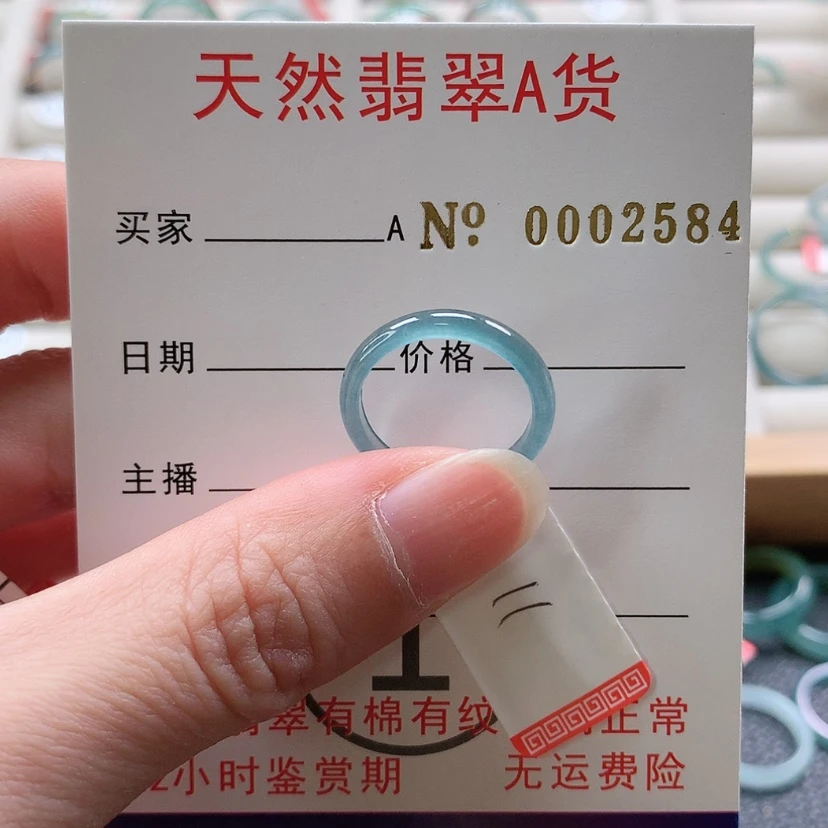 天然翡翠A货
买家 A № 0002584
日期 价格
主播
翠有棉有纹 正常
小时鉴赏期 无运费险